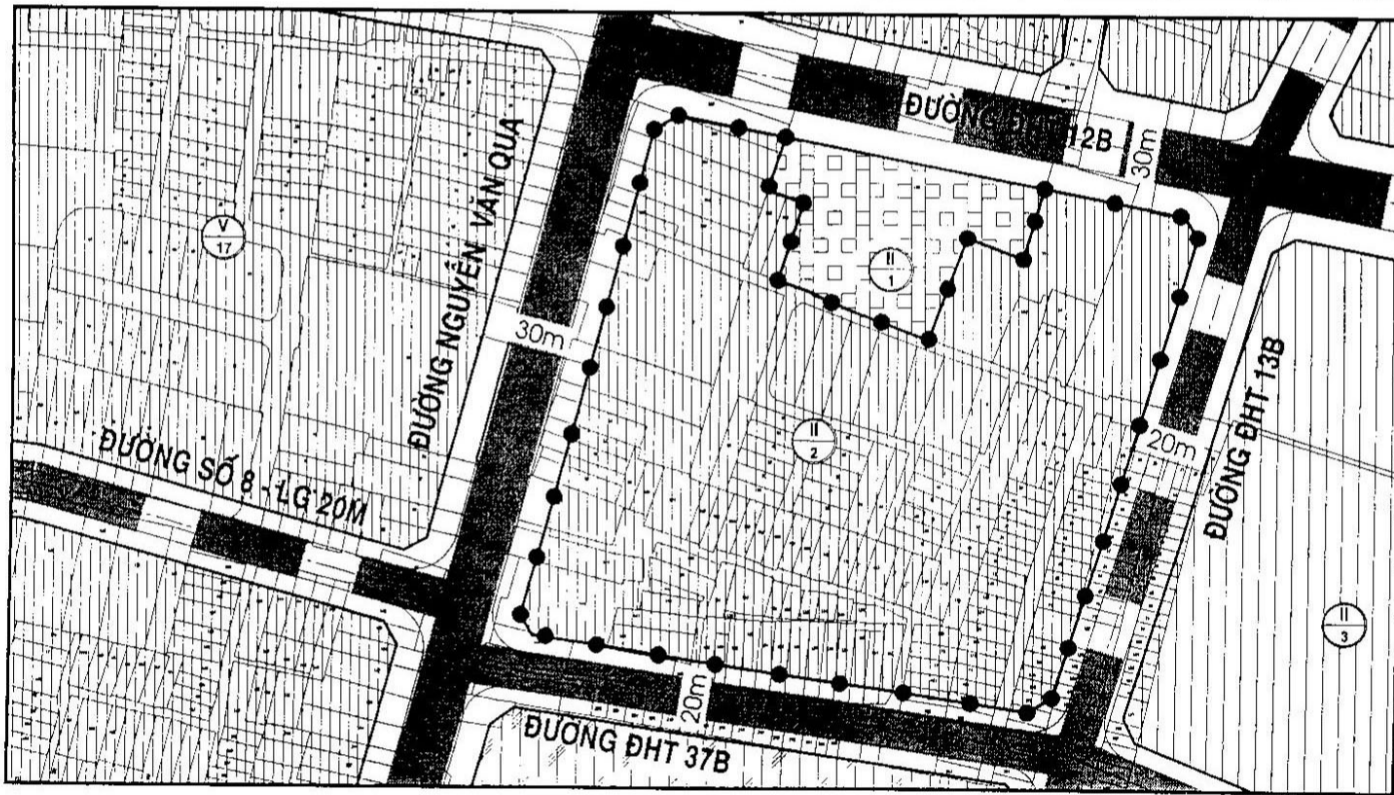 ĐƯỜNG ĐHT 12B
30m
ĐƯỜNG NGUYỄN VĂN QUA
V
17
II
1
30m
ĐƯỜNG ĐHT 13B
II
2
20m
ĐƯỜNG SỐ 8 - LG 20M
II
3
20m
ĐƯỜNG ĐHT 37B